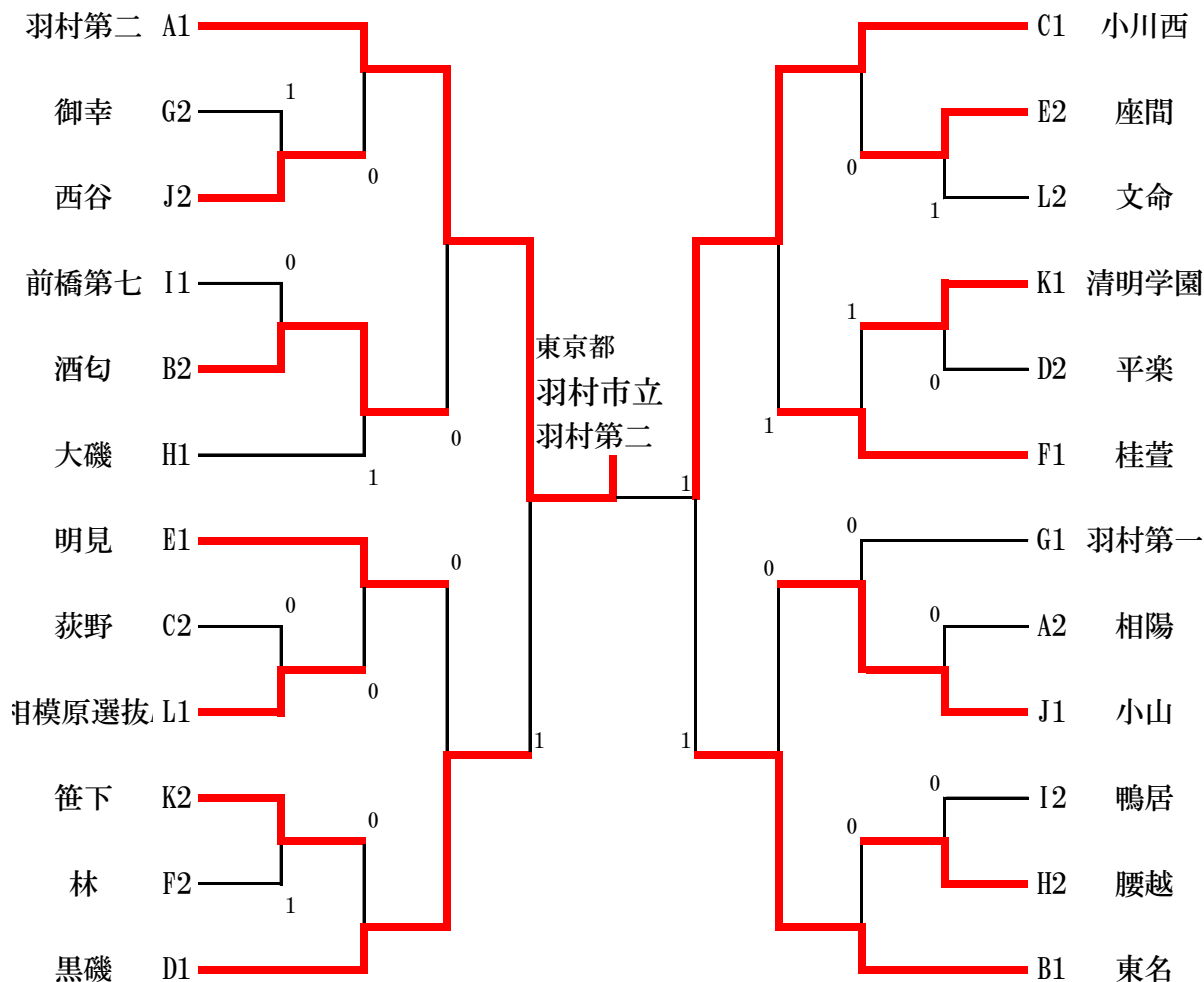 羽村第二 A1
1
御幸 G2
西谷 J2
0
0
前橋第七 I1
酒匂 B2
0
大磯 H1
1
明見 E1
0
0
荻野 C2
0
相模原選抜 L1
1
笹下 K2
0
林 F2
1
黒磯 D1
東京都
羽村市立
羽村第二
1
C1 小川西
E2 座間
0
L2 文命
1
K1 清明学園
1
D2 平楽
0
1
F1 桂萱
0
G1 羽村第一
0
0
A2 相陽
J1 小山
1
0
I2 鴨居
0
H2 腰越
B1 東名